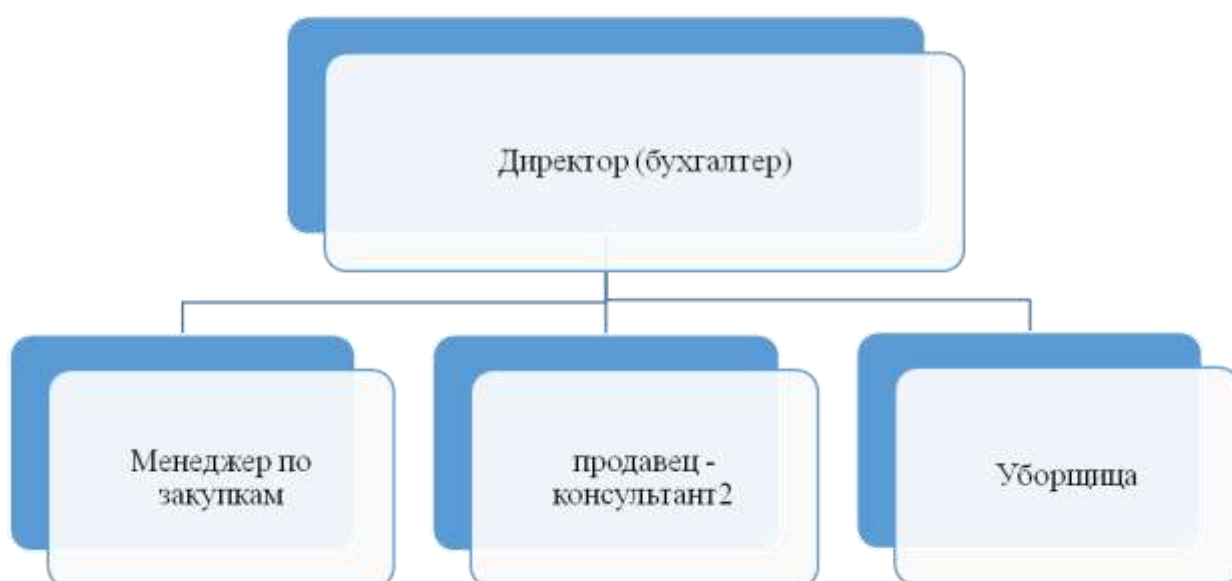 Директор (бухгалтер)
Менеджер по
закупкам
продавец -
консультант2
Уборщица